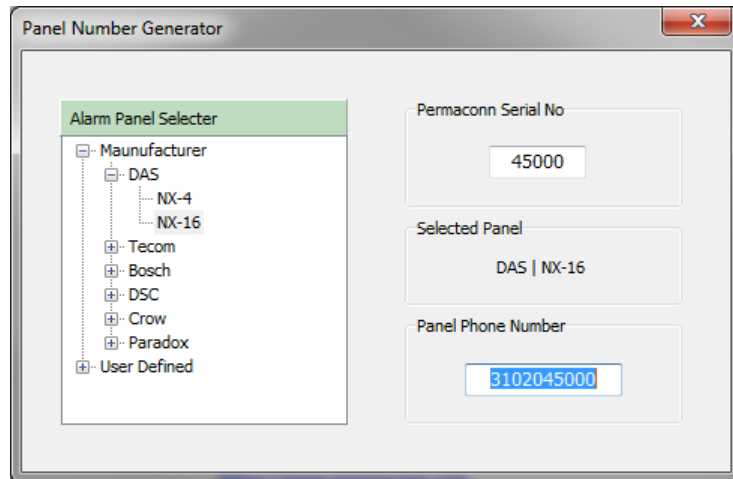 Panel Number Generator
Alarm Panel Selecter
Maunufacturer
DAS
NX-4
NX-16
Tecom
Bosch
DSC
Crow
Paradox
User Defined
Permaconn Serial No
45000
Selected Panel
DAS | NX-16
Panel Phone Number
3102045000